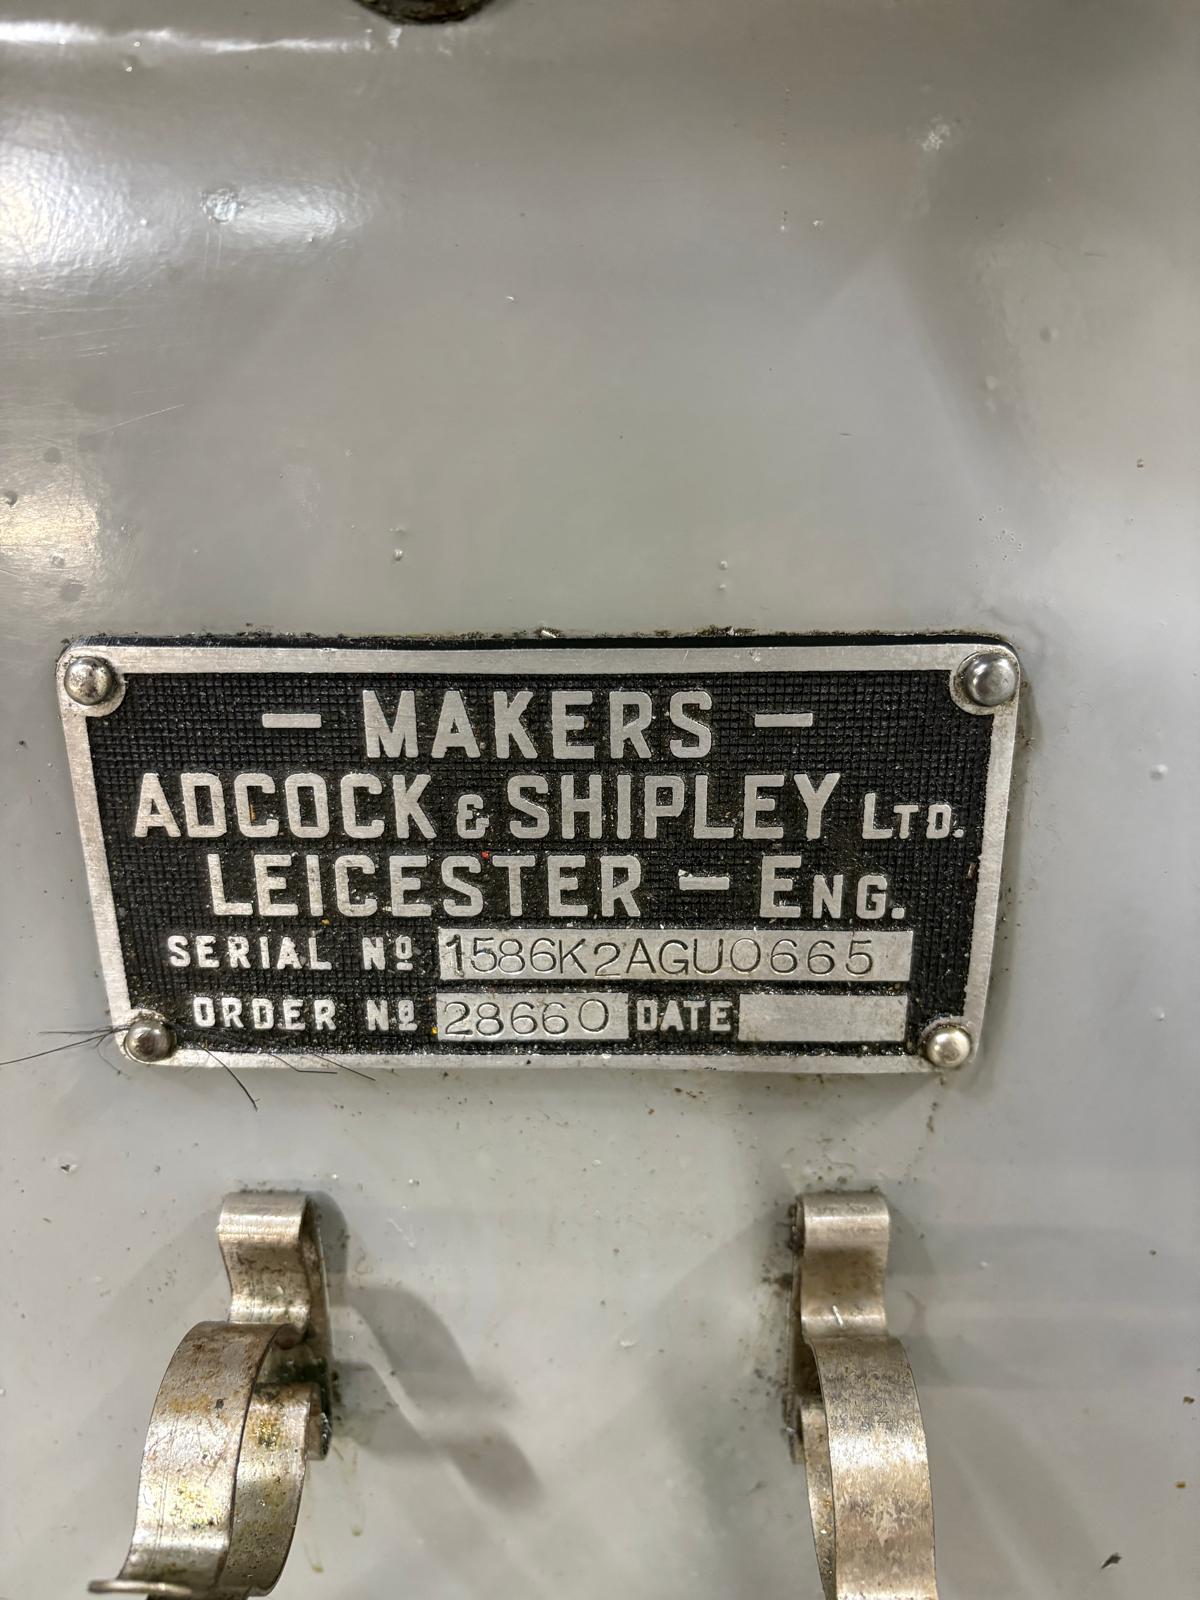 — MAKERS —
ADCOCK & SHIPLEY LTD.
LEICESTER — ENG.
SERIAL Nº 1586K2AGU0665
ORDER Nº 28660 DATE